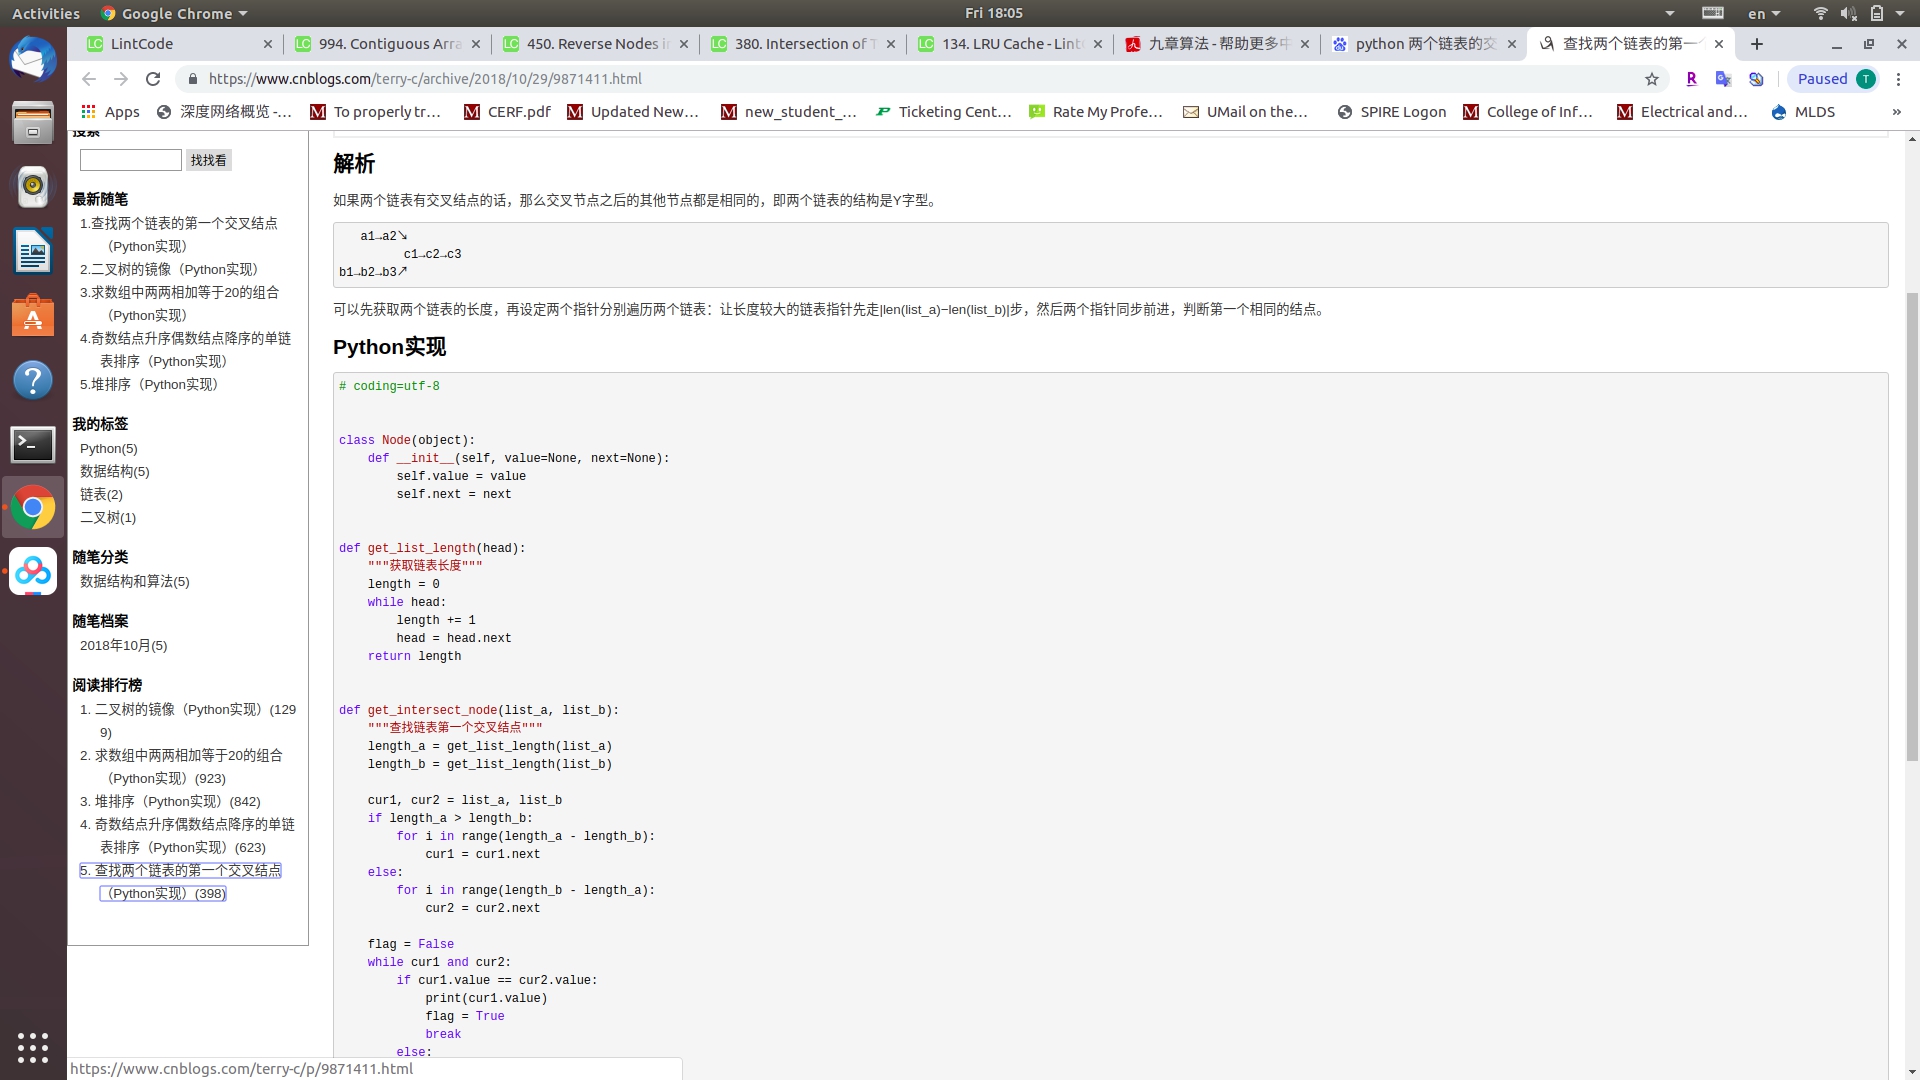 Activities
Google Chrome
Fri 18:05
en
LintCode
994. Contiguous Arra
450. Reverse Nodes i
380. Intersection of T
134. LRU Cache - Lint
九章算法 - 帮助更多中
python 两个链表的交
查找两个链表的第一个
https://www.cnblogs.com/terry-c/archive/2018/10/29/9871411.html
Paused
T
Apps
深度网络概览 -...
To properly tr...
CERF.pdf
Updated New...
new_student_...
Ticketing Cent...
Rate My Profe...
UMail on the...
SPIRE Logon
College of Inf...
Electrical and...
MLDS
»
搜索
找找看
最新随笔
1.查找两个链表的第一个交叉结点
（Python实现）
2.二叉树的镜像（Python实现）
3.求数组中两两相加等于20的组合
（Python实现）
4.奇数结点升序偶数结点降序的单链
表排序（Python实现）
5.堆排序（Python实现）
我的标签
Python(5)
数据结构(5)
链表(2)
二叉树(1)
随笔分类
数据结构和算法(5)
随笔档案
2018年10月(5)
阅读排行榜
1. 二叉树的镜像（Python实现）(129
9)
2. 求数组中两两相加等于20的组合
（Python实现）(923)
3. 堆排序（Python实现）(842)
4. 奇数结点升序偶数结点降序的单链
表排序（Python实现）(623)
5. 查找两个链表的第一个交叉结点
（Python实现）(398)
解析
如果两个链表有交叉结点的话，那么交叉节点之后的其他节点都是相同的，即两个链表的结构是Y字型。
a1→a2↘
c1→c2→c3
b1→b2→b3↗
可以先获取两个链表的长度，再设定两个指针分别遍历两个链表：让长度较大的链表指针先走|len(list_a)−len(list_b)|步，然后两个指针同步前进，判断第一个相同的结点。
Python实现
# coding=utf-8
class Node(object):
def __init__(self, value=None, next=None):
self.value = value
self.next = next
def get_list_length(head):
"""获取链表长度"""
length = 0
while head:
length += 1
head = head.next
return length
def get_intersect_node(list_a, list_b):
"""查找链表第一个交叉结点"""
length_a = get_list_length(list_a)
length_b = get_list_length(list_b)
cur1, cur2 = list_a, list_b
if length_a > length_b:
for i in range(length_a - length_b):
cur1 = cur1.next
else:
for i in range(length_b - length_a):
cur2 = cur2.next
flag = False
while cur1 and cur2:
if cur1.value == cur2.value:
print(cur1.value)
flag = True
break
else:
https://www.cnblogs.com/terry-c/p/9871411.html